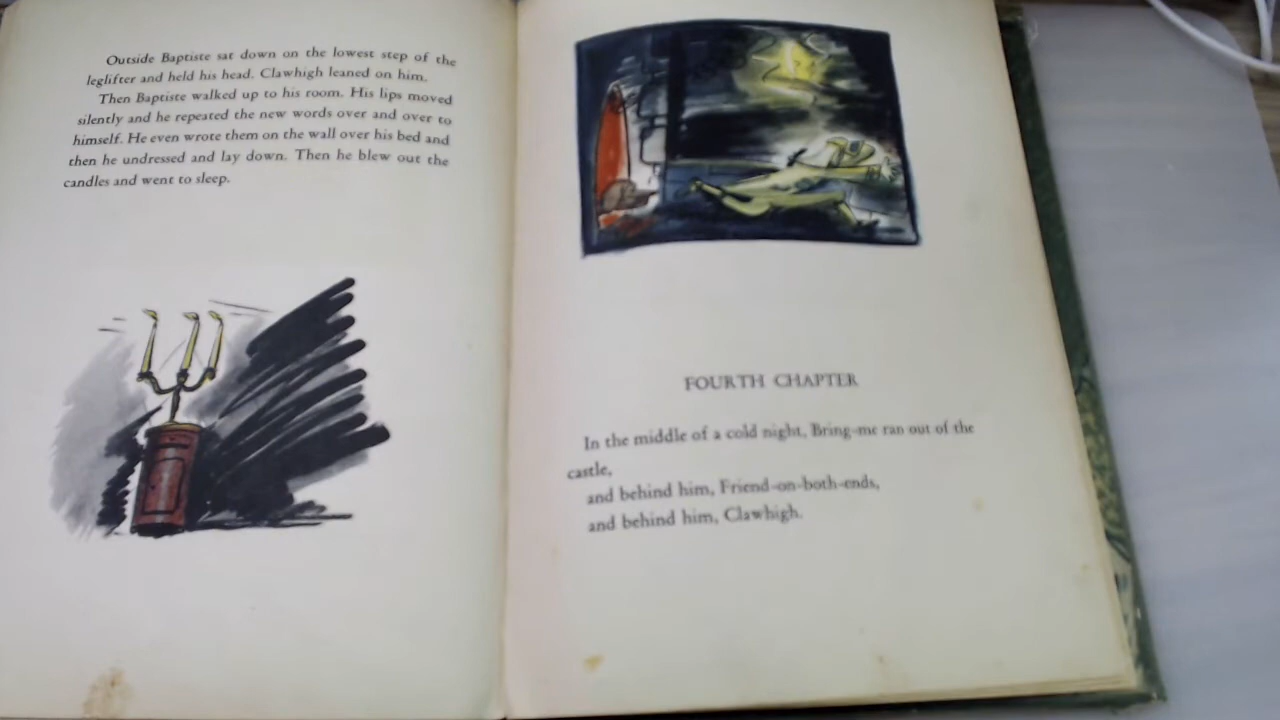 Outside Baptiste sat down on the lowest step of the
leglifter and held his head. Clawhigh leaned on him.
Then Baptiste walked up to his room. His lips moved
silently and he repeated the new words over and over to
himself. He even wrote them on the wall over his bed and
then he undressed and lay down. Then he blew out the
candles and went to sleep.
FOURTH CHAPTER
In the middle of a cold night, Bring-me ran out of the
castle,
and behind him, Friend-on-both-ends,
and behind him, Clawhigh.